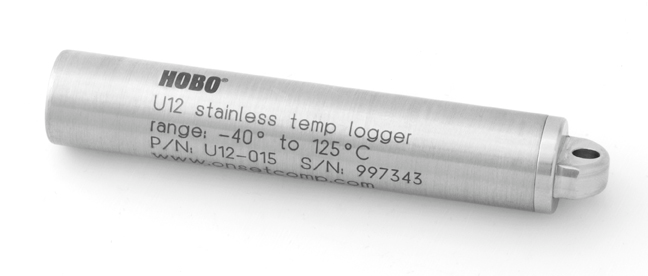 HOBO®
U12 stainless temp logger
range: -40° to 125°C
P/N: U12-015 S/N: 997343
www.onsetcomp.com